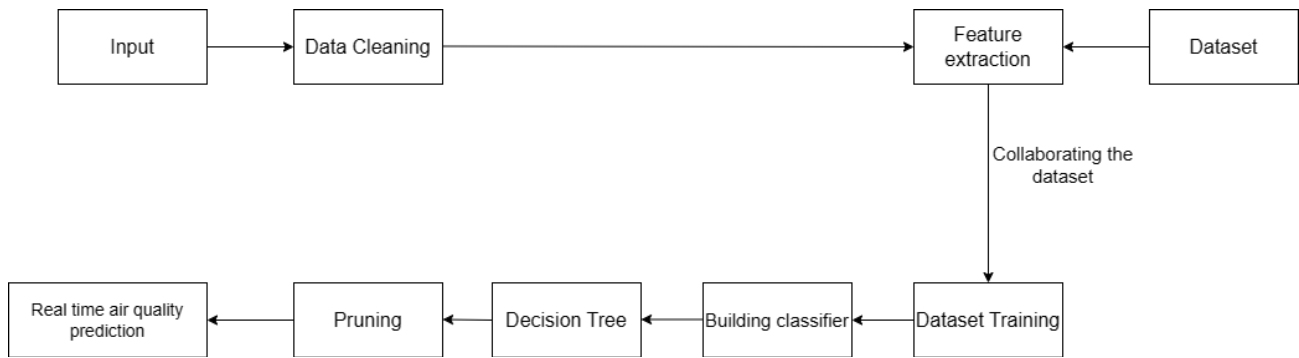 Input
Data Cleaning
Feature
extraction
Dataset
Collaborating the
dataset
Real time air quality
prediction
Pruning
Decision Tree
Building classifier
Dataset Training